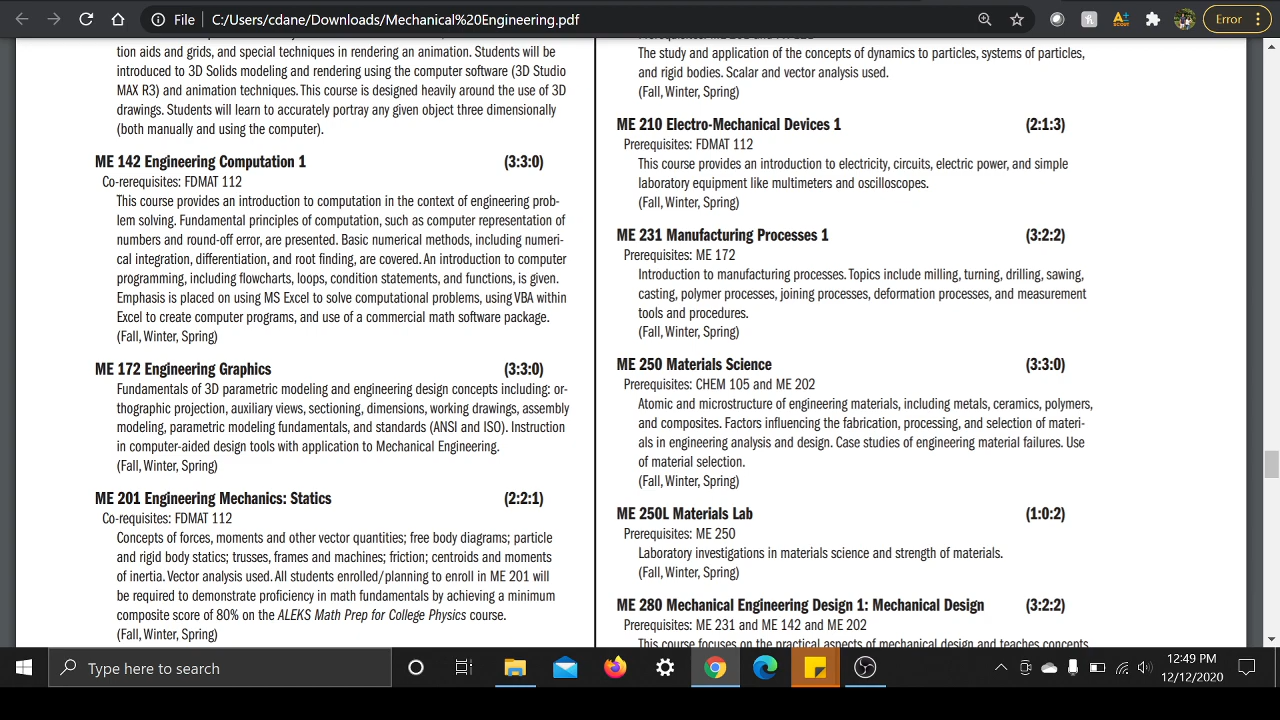 File
C:/Users/cdane/Downloads/Mechanical%20Engineering.pdf
Error
tion aids and grids, and special techniques in rendering an animation. Students will be
introduced to 3D Solids modeling and rendering using the computer software (3D Studio
MAX R3) and animation techniques. This course is designed heavily around the use of 3D
drawings. Students will learn to accurately portray any given object three dimensionally
(both manually and using the computer).
ME 142 Engineering Computation 1 (3:3:0)
Co-rerequisites: FDMAT 112
This course provides an introduction to computation in the context of engineering prob-
lem solving. Fundamental principles of computation, such as computer representation of
numbers and round-off error, are presented. Basic numerical methods, including numeri-
cal integration, differentiation, and root finding, are covered. An introduction to computer
programming, including flowcharts, loops, condition statements, and functions, is given.
Emphasis is placed on using MS Excel to solve computational problems, using VBA within
Excel to create computer programs, and use of a commercial math software package.
(Fall, Winter, Spring)
ME 172 Engineering Graphics (3:3:0)
Fundamentals of 3D parametric modeling and engineering design concepts including: or-
thographic projection, auxiliary views, sectioning, dimensions, working drawings, assembly
modeling, parametric modeling fundamentals, and standards (ANSI and ISO). Instruction
in computer-aided design tools with application to Mechanical Engineering.
(Fall, Winter, Spring)
ME 201 Engineering Mechanics: Statics (2:2:1)
Co-requisites: FDMAT 112
Concepts of forces, moments and other vector quantities; free body diagrams; particle
and rigid body statics; trusses, frames and machines; friction; centroids and moments
of inertia. Vector analysis used. All students enrolled/planning to enroll in ME 201 will
be required to demonstrate proficiency in math fundamentals by achieving a minimum
composite score of 80% on the ALEKS Math Prep for College Physics course.
(Fall, Winter, Spring)
The study and application of the concepts of dynamics to particles, systems of particles,
and rigid bodies. Scalar and vector analysis used.
(Fall, Winter, Spring)
ME 210 Electro-Mechanical Devices 1 (2:1:3)
Prerequisites: FDMAT 112
This course provides an introduction to electricity, circuits, electric power, and simple
laboratory equipment like multimeters and oscilloscopes.
(Fall, Winter, Spring)
ME 231 Manufacturing Processes 1 (3:2:2)
Prerequisites: ME 172
Introduction to manufacturing processes. Topics include milling, turning, drilling, sawing,
casting, polymer processes, joining processes, deformation processes, and measurement
tools and procedures.
(Fall, Winter, Spring)
ME 250 Materials Science (3:3:0)
Prerequisites: CHEM 105 and ME 202
Atomic and microstructure of engineering materials, including metals, ceramics, polymers,
and composites. Factors influencing the fabrication, processing, and selection of materi-
als in engineering analysis and design. Case studies of engineering material failures. Use
of material selection.
(Fall, Winter, Spring)
ME 250L Materials Lab (1:0:2)
Prerequisites: ME 250
Laboratory investigations in materials science and strength of materials.
(Fall, Winter, Spring)
ME 280 Mechanical Engineering Design 1: Mechanical Design (3:2:2)
Prerequisites: ME 231 and ME 142 and ME 202
This course focuses on the practical aspects of mechanical design and teaches concepts
Type here to search
12:49 PM
12/12/2020